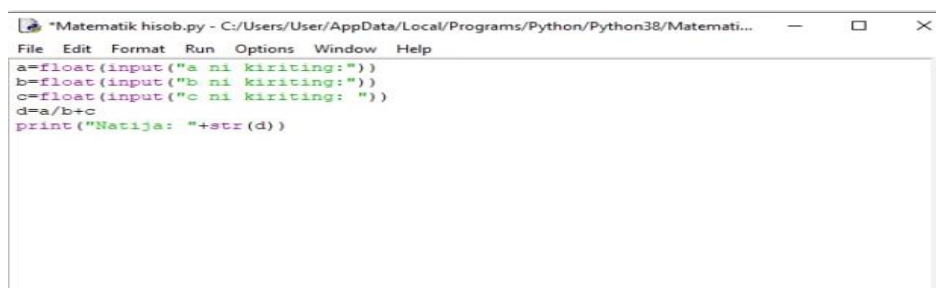 *Matematik hisob.py - C:/Users/User/AppData/Local/Programs/Python/Python38/Matemati...
File Edit Format Run Options Window Help
a=float(input("a ni kiriting:"))
b=float(input("b ni kiriting:"))
c=float(input("c ni kiriting: "))
d=a/b+c
print("Natija: "+str(d))